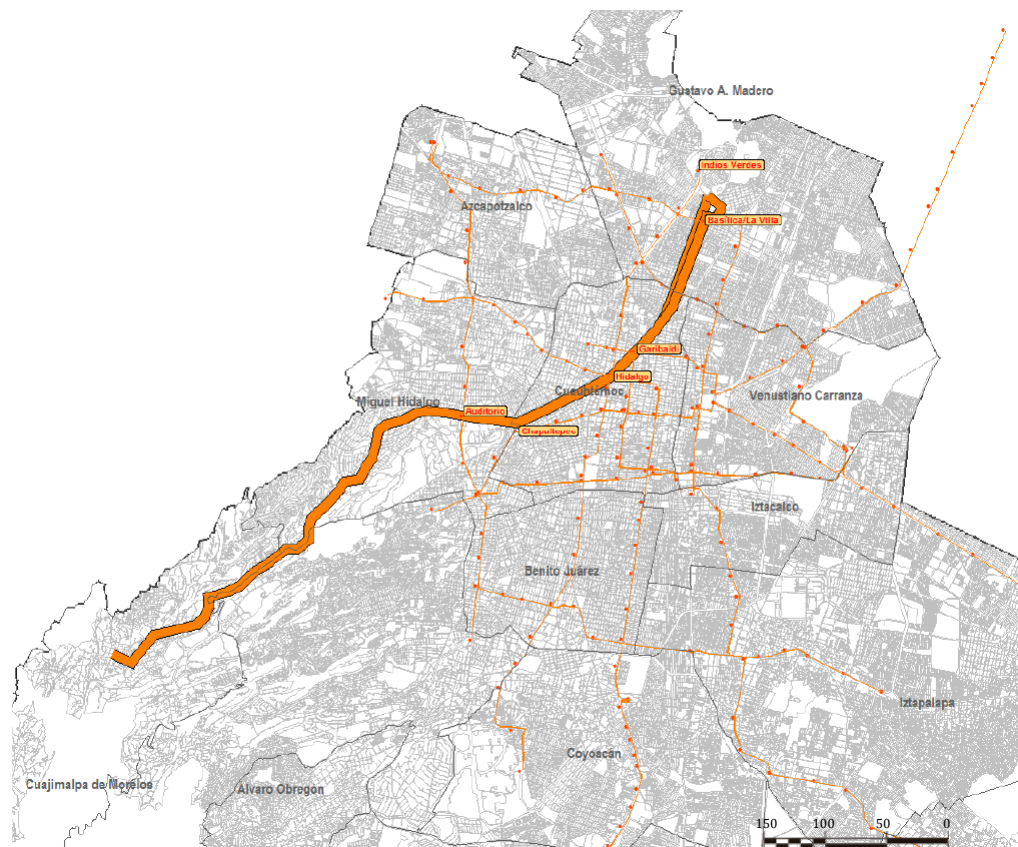 Gustavo A. Madero
Indios Verdes
Azcapotzalco
Basílica/La Villa
Garibaldi
Hidalgo
Cuauhtémoc
Venustiano Carranza
Miguel Hidalgo
Auditorio
Chapultepec
Iztacalco
Benito Juárez
Iztapalapa
Coyoacán
Cuajimalpa de Morelos
Alvaro Obregón
150 100 50 0